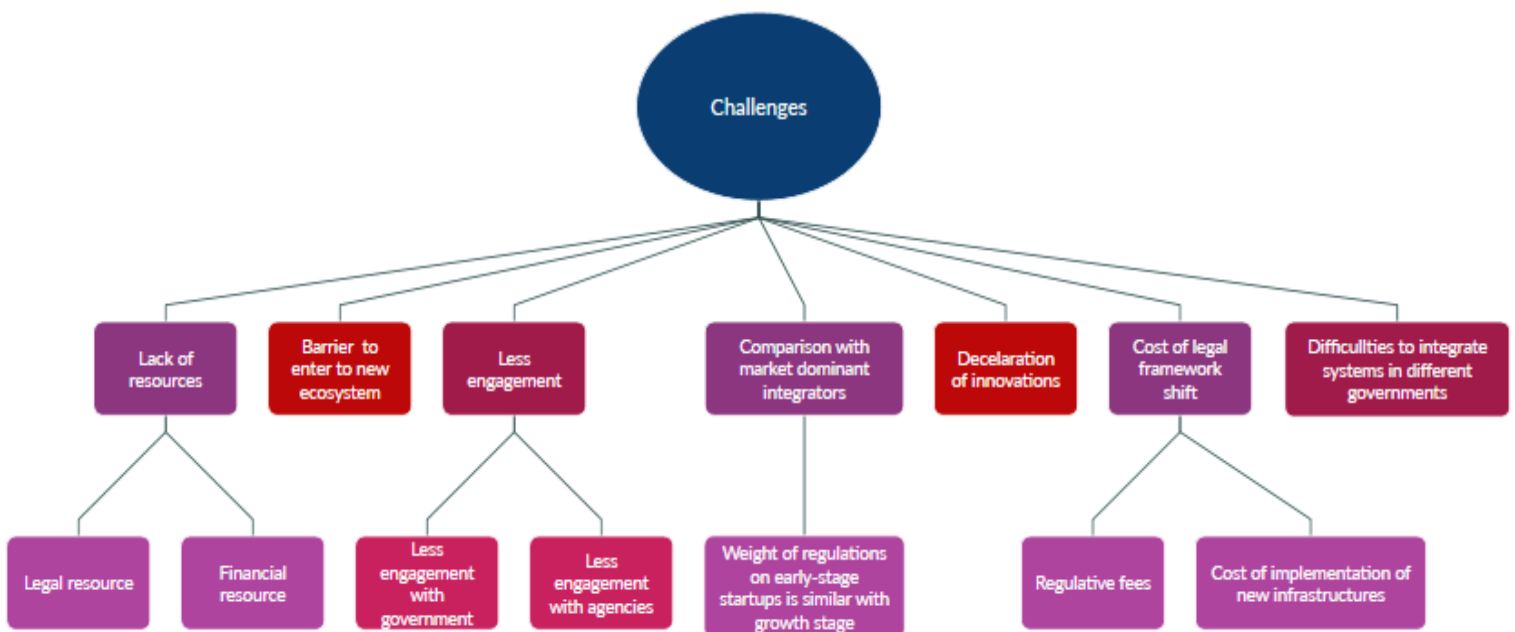 Challenges
Lack of
resources
Barrier to
enter to new
ecosystem
Less
engagement
Comparison with
market dominant
integrators
Decelaration
of innovations
Cost of legal
framework
shift
Difficullties to integrate
systems in different
governments
Legal resource
Financial
resource
Less
engagement
with
government
Less
engagement
with agencies
Weight of regulations
on early-stage
startups is similar with
growth stage
Regulative fees
Cost of implementation of
new infrastructures